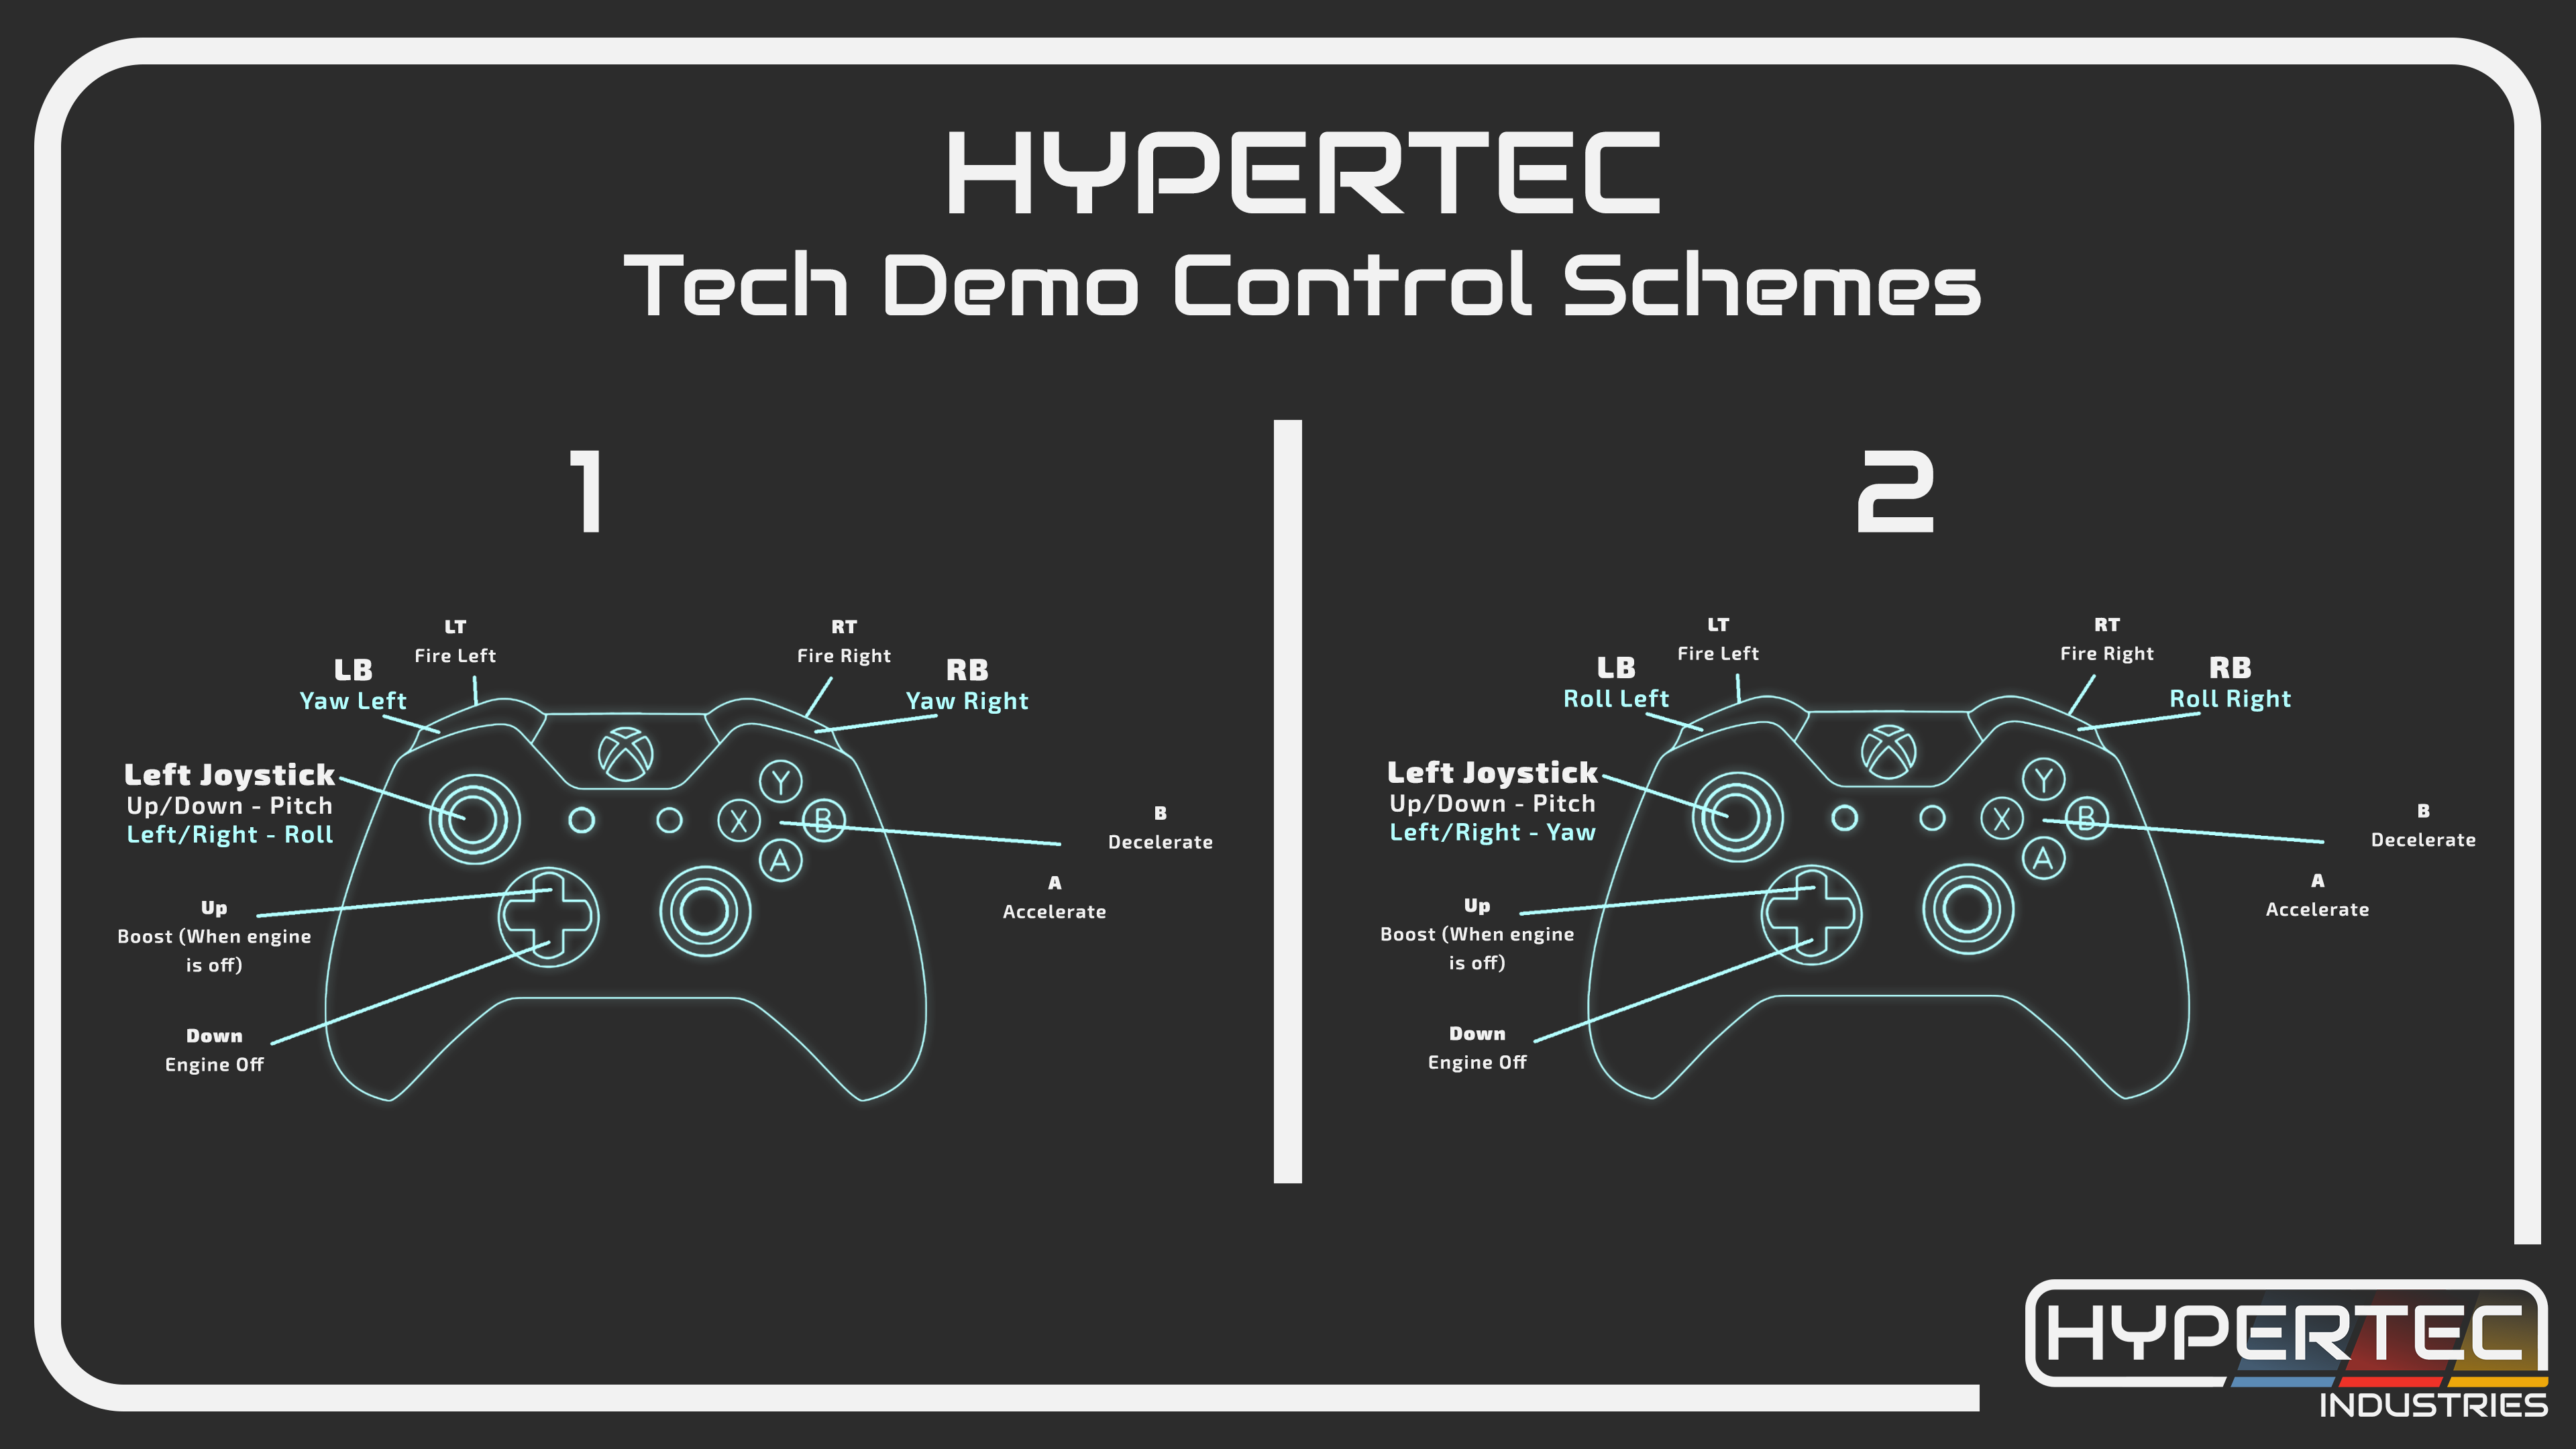 HYPERTEC
Tech Demo Control Schemes
1
LT
Fire Left
RT
Fire Right
LB
Yaw Left
RB
Yaw Right
Left Joystick
Up/Down - Pitch
Left/Right - Roll
Y
X
B
A
B
Decelerate
A
Accelerate
Up
Boost (When engine
is off)
Down
Engine Off
2
LT
Fire Left
RT
Fire Right
LB
Roll Left
RB
Roll Right
Left Joystick
Up/Down - Pitch
Left/Right - Yaw
Y
X
B
A
B
Decelerate
A
Accelerate
Up
Boost (When engine
is off)
Down
Engine Off
HYPERTEC
INDUSTRIES